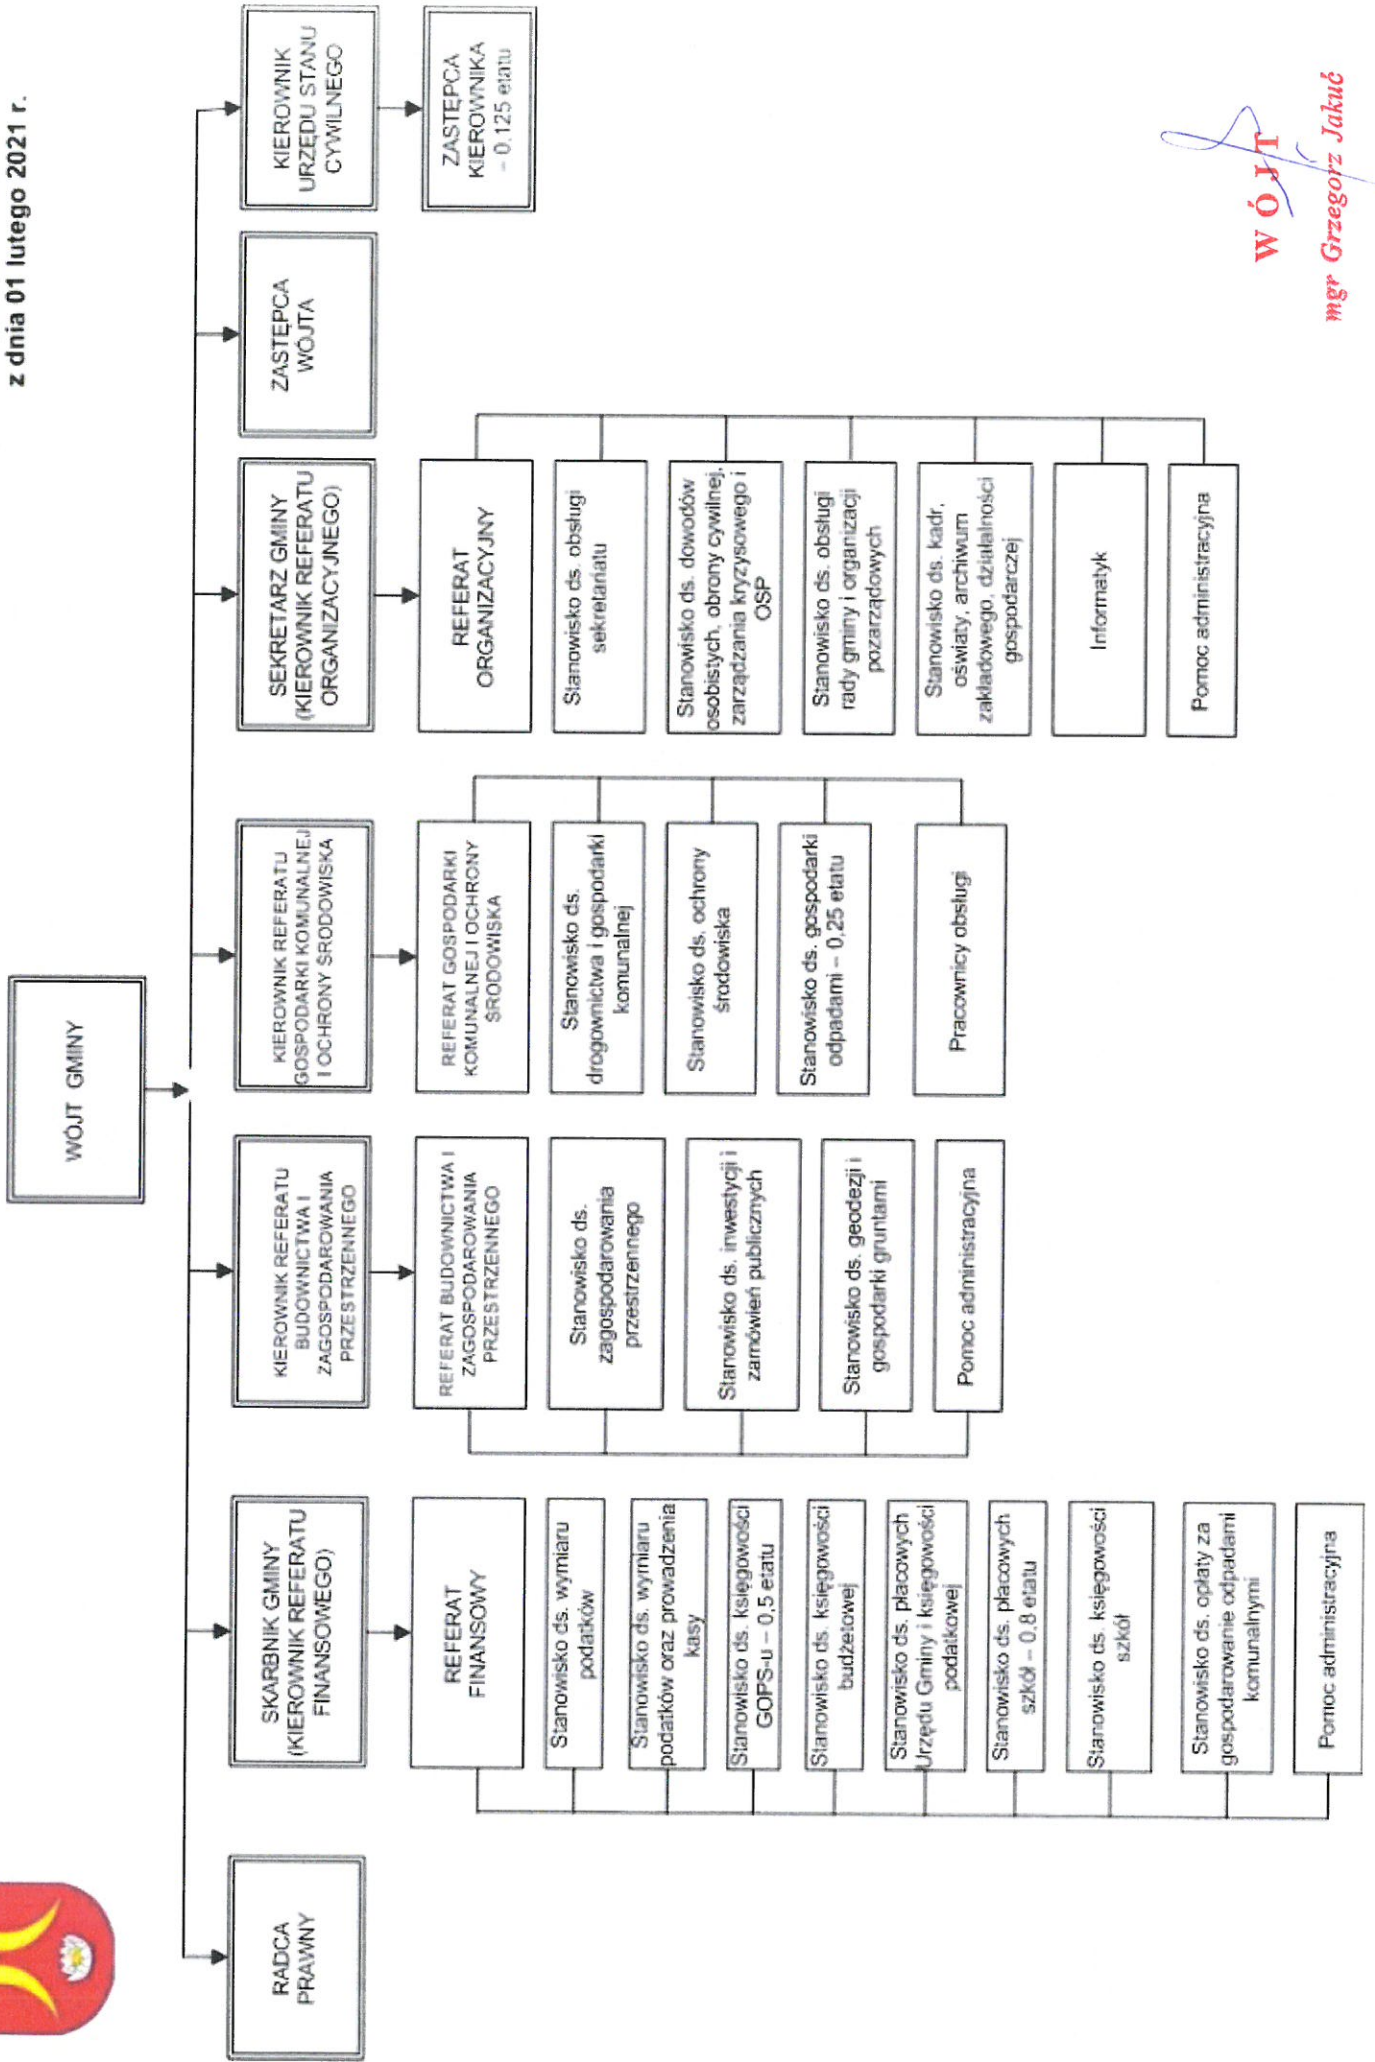 z dnia 01 lutego 2021 r.
WÓJT GMINY
RADCA
PRAWNY
SKARBNIK GMINY
(KIEROWNIK REFERATU
FINANSOWEGO)
KIEROWNIK REFERATU
BUDOWNICTWA I
ZAGOSPODAROWANIA
PRZESTRZENNEGO
KIEROWNIK REFERATU
GOSPODARKI KOMUNALNEJ
I OCHRONY ŚRODOWISKA
SEKRETARZ GMINY
(KIEROWNIK REFERATU
ORGANIZACYJNEGO)
ZASTĘPCA
WÓJTA
KIEROWNIK
URZĘDU STANU
CYWILNEGO
REFERAT
FINANSOWY
Stanowisko ds. wymiaru
podatków
Stanowisko ds. wymiaru
podatków oraz prowadzenia
kasy
Stanowisko ds. księgowości
GOPS-u – 0,5 etatu
Stanowisko ds. księgowości
budżetowej
Stanowisko ds. płacowych
Urzędu Gminy i księgowości
podatkowej
Stanowisko ds. płacowych
szkół – 0,8 etatu
Stanowisko ds. księgowości
szkół
Stanowisko ds. opłaty za
gospodarowanie odpadami
komunalnymi
Pomoc administracyjna
REFERAT BUDOWNICTWA I
ZAGOSPODAROWANIA
PRZESTRZENNEGO
Stanowisko ds.
zagospodarowania
przestrzennego
Stanowisko ds. inwestycji i
zamówień publicznych
Stanowisko ds. geodezji i
gospodarki gruntami
Pomoc administracyjna
REFERAT GOSPODARKI
KOMUNALNEJ I OCHRONY
ŚRODOWISKA
Stanowisko ds.
drogownictwa i gospodarki
komunalnej
Stanowisko ds. ochrony
środowiska
Stanowisko ds. gospodarki
odpadami – 0,25 etatu
Pracownicy obsługi
REFERAT
ORGANIZACYJNY
Stanowisko ds. obsługi
sekretariatu
Stanowisko ds. dowodów
osobistych, obrony cywilnej,
zarządzania kryzysowego i
OSP
Stanowisko ds. obsługi
rady gminy i organizacji
pozarządowych
Stanowisko ds. kadr,
oświaty, archiwum
zakładowego, działalności
gospodarczej
Informatyk
Pomoc administracyjna
ZASTĘPCA
KIEROWNIKA
– 0,125 etatu
WÓJT
mgr Grzegorz Jakuć